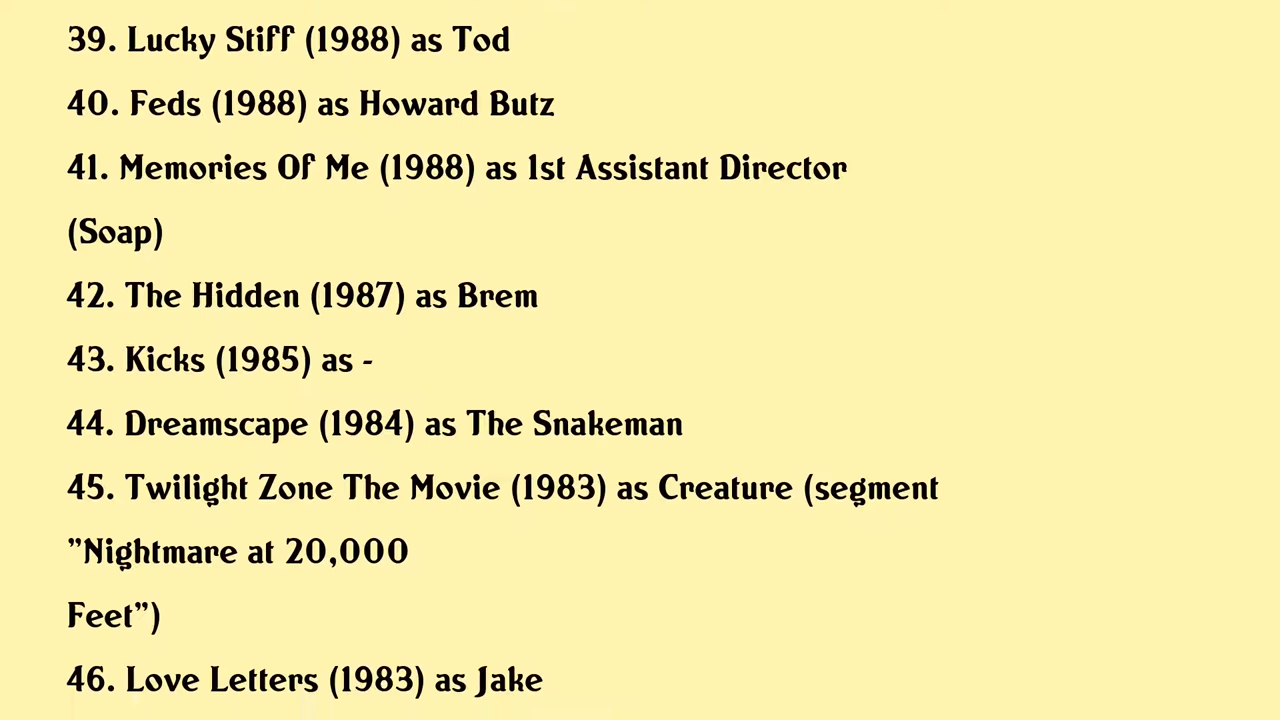 39. Lucky Stiff (1988) as Tod
40. Feds (1988) as Howard Butz
41. Memories Of Me (1988) as 1st Assistant Director
(Soap)
42. The Hidden (1987) as Brem
43. Kicks (1985) as -
44. Dreamscape (1984) as The Snakeman
45. Twilight Zone The Movie (1983) as Creature (segment
"Nightmare at 20,000
Feet")
46. Love Letters (1983) as Jake